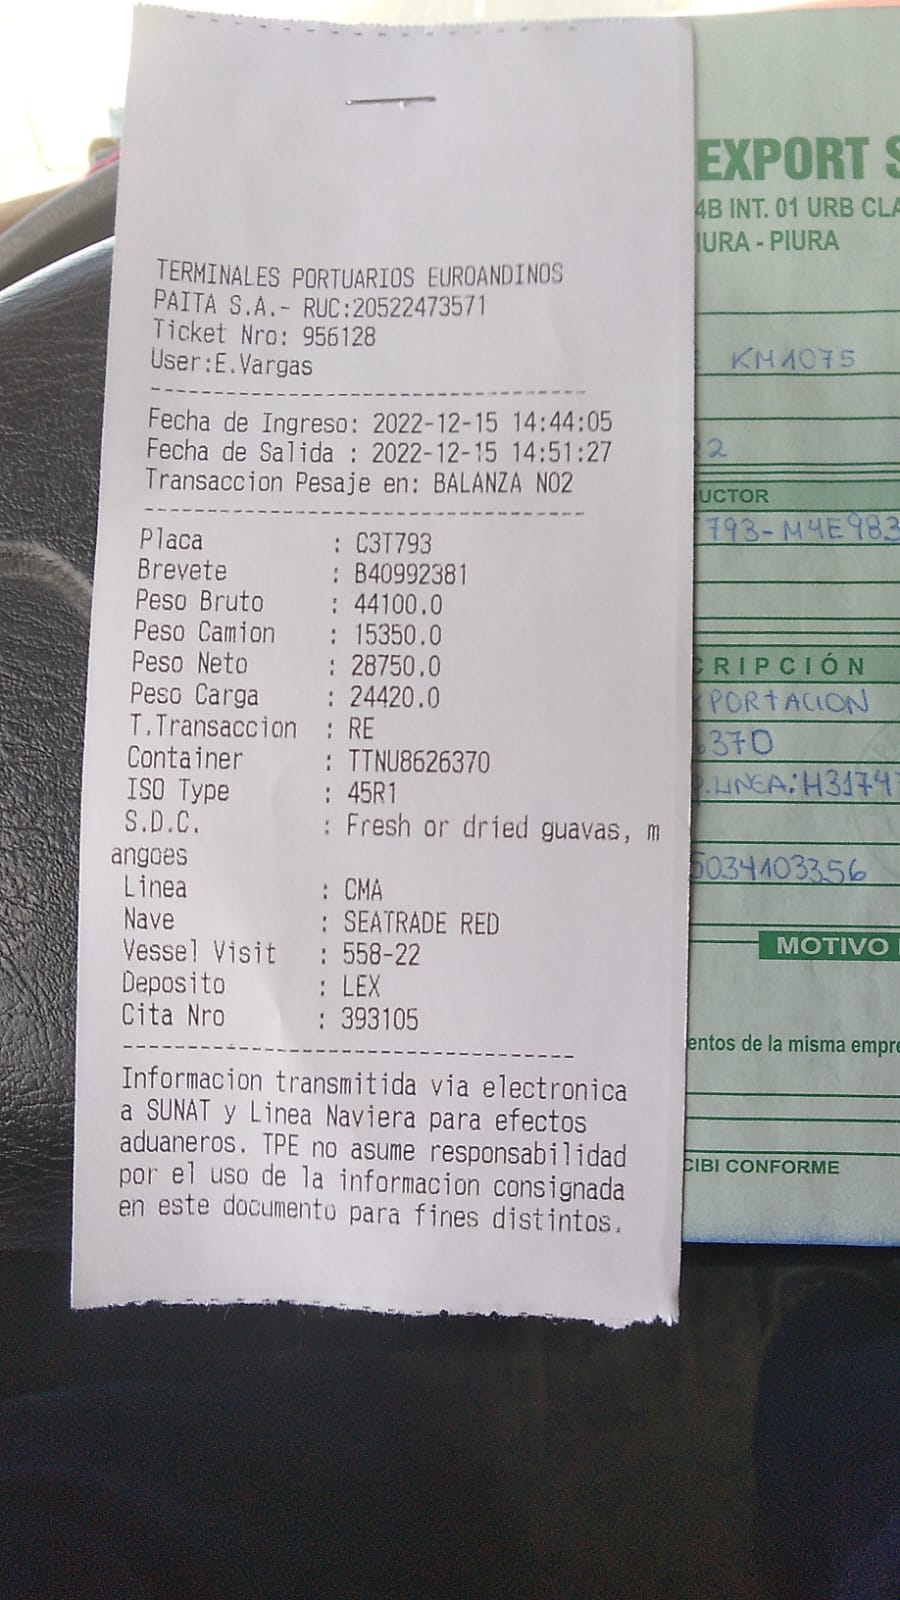 TERMINALES PORTUARIOS EUROANDINOS
PAITA S.A.- RUC:20522473571
Ticket Nro: 956128
User:E.Vargas
Fecha de Ingreso: 2022-12-15 14:44:05
Fecha de Salida : 2022-12-15 14:51:27
Transaccion Pesaje en: BALANZA N02
Placa : C3T793
Brevete : B40992381
Peso Bruto : 44100.0
Peso Camion : 15350.0
Peso Neto : 28750.0
Peso Carga : 24420.0
T.Transaccion : RE
Container : TTNU8626370
ISO Type : 45R1
S.D.C. : Fresh or dried guavas, m
angoes
Linea : CMA
Nave : SEATRADE RED
Vessel Visit : 558-22
Deposito : LEX
Cita Nro : 393105
Informacion transmitida via electronica
a SUNAT y Linea Naviera para efectos
aduaneros. TPE no asume responsabilidad
por el uso de la informacion consignada
en este documento para fines distintos.
EXPORT S
4B INT. 01 URB CLA
IURA - PIURA
KM1075
2
UCTOR
793-M4E983
CRIPCIÓN
PORTACION
6370
P.LINEA:H3174
5034103356
MOTIVO
entos de la misma empre
CIBI CONFORME